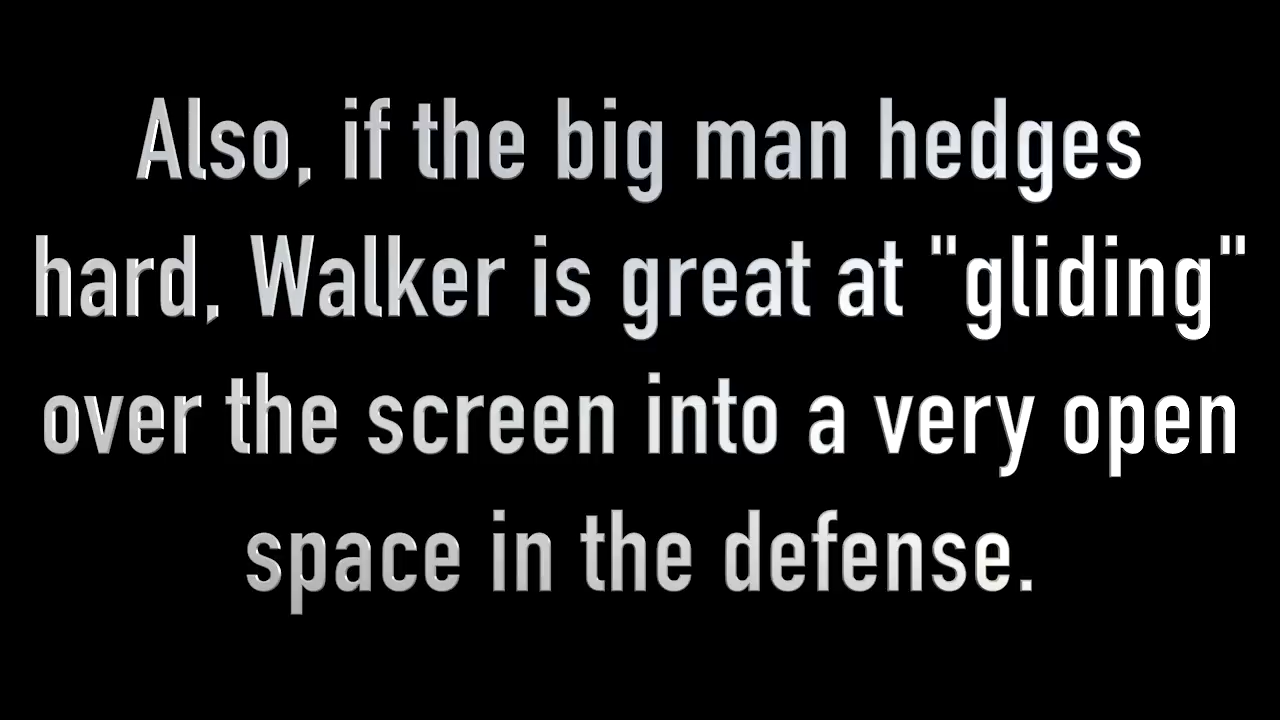 Also, if the big man hedges
hard, Walker is great at "gliding"
over the screen into a very open
space in the defense.